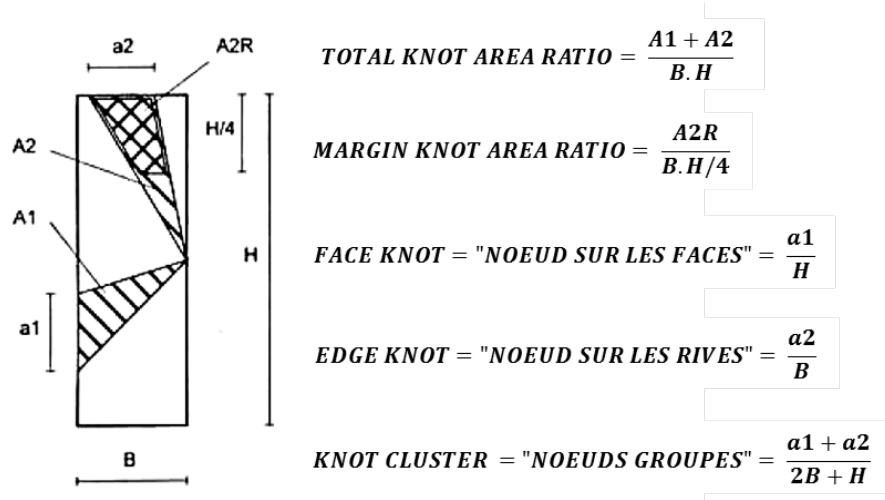 a2
A2R
H/4
A2
A1
H
a1
B
TOTAL KNOT AREA RATIO = A1 + A2 / B.H
MARGIN KNOT AREA RATIO = A2R / B.H/4
FACE KNOT = "NOEUD SUR LES FACES" = a1 / H
EDGE KNOT = "NOEUD SUR LES RIVES" = a2 / B
KNOT CLUSTER = "NOEUDS GROUPES" = a1 + a2 / 2B + H